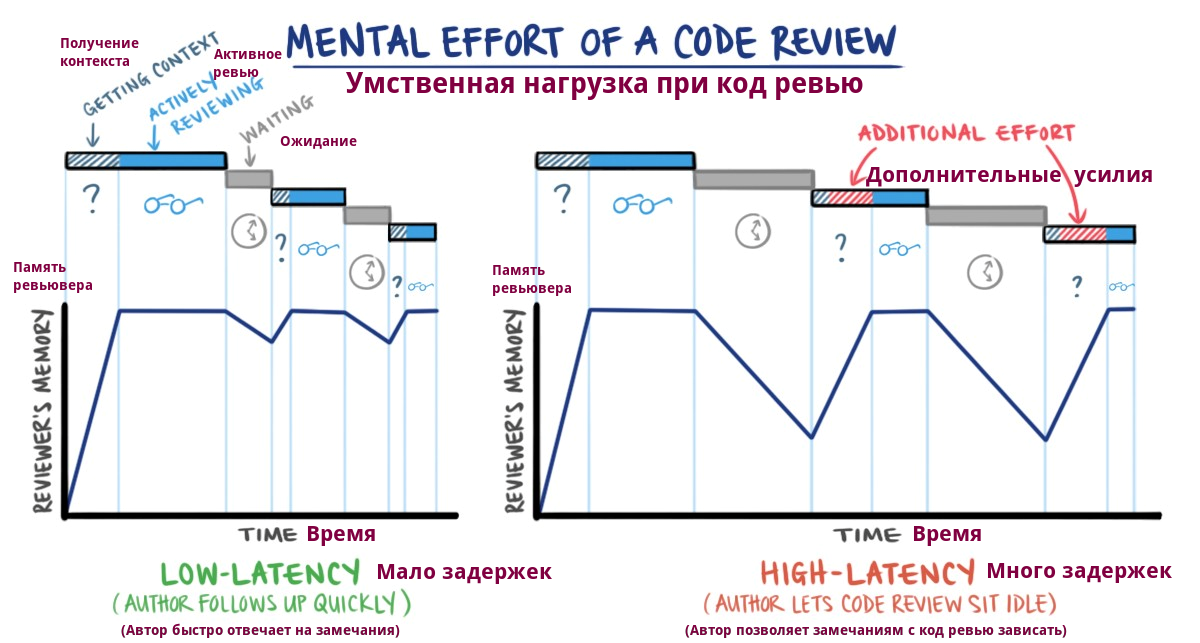 MENTAL EFFORT OF A CODE REVIEW
Умственная нагрузка при код ревью
Получение
контекста
GETTING CONTEXT
Активное
ревью
ACTIVELY
REVIEWING
WAITING
Ожидание
?
?
?
Память
ревьювера
REVIEWER'S MEMORY
TIME Время
LOW-LATENCY Мало задержек
(AUTHOR FOLLOWS UP QUICKLY)
(Автор быстро отвечает на замечания)
ADDITIONAL EFFORT
Дополнительные усилия
?
?
?
Память
ревьювера
REVIEWER'S MEMORY
TIME Время
HIGH-LATENCY Много задержек
(AUTHOR LETS CODE REVIEW SIT IDLE)
(Автор позволяет замечаниям с код ревью зависать)